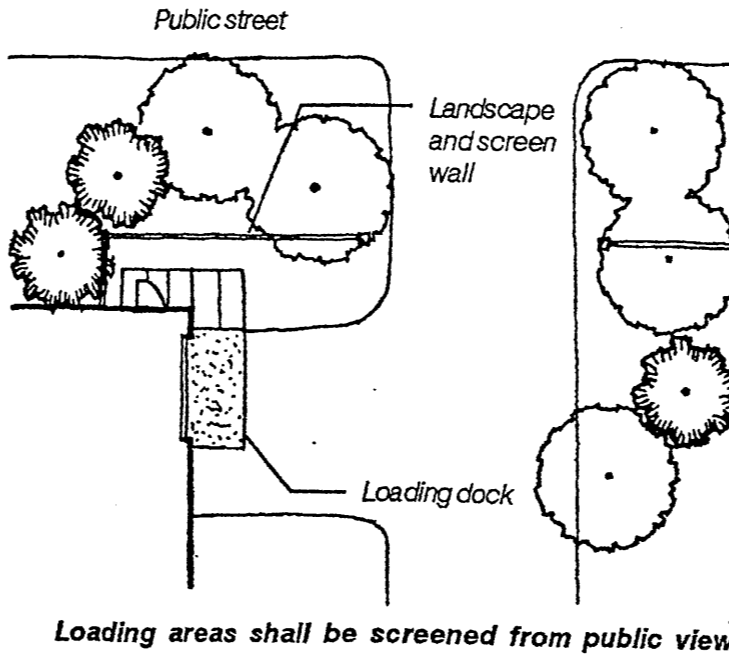 Public street
Landscape
and screen
wall
Loading dock
Loading areas shall be screened from public view